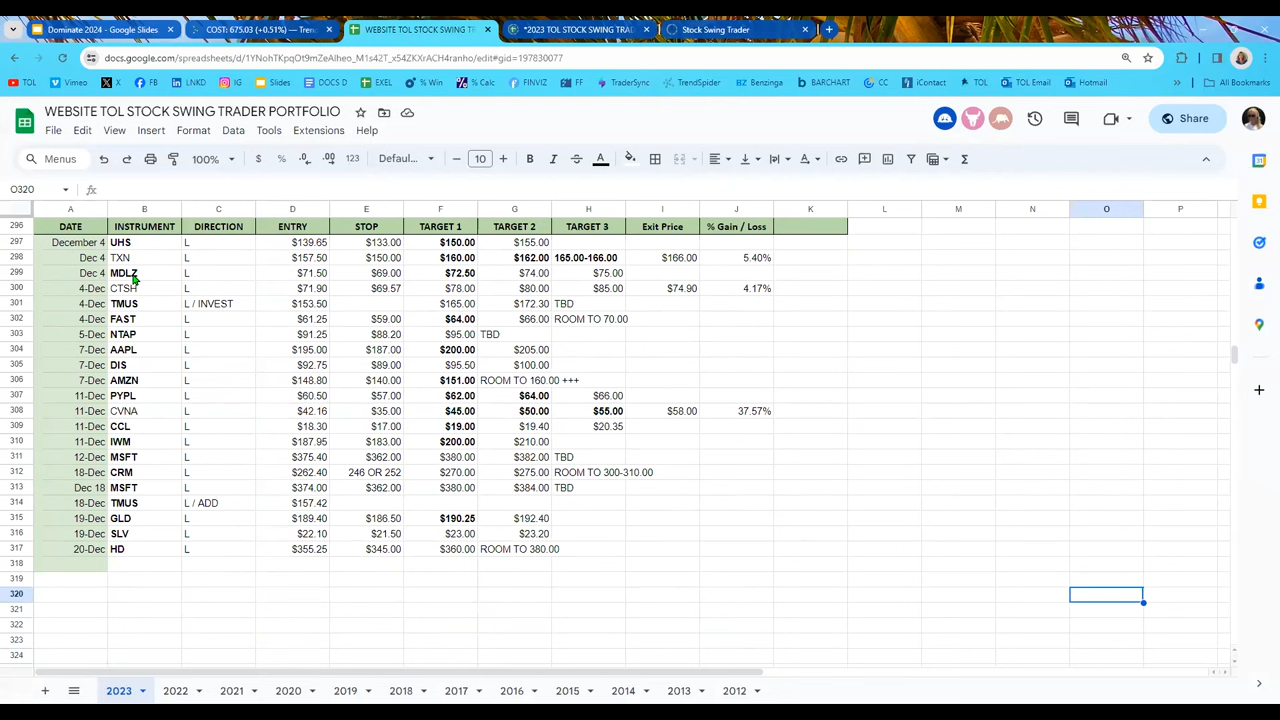 Dominate 2024 - Google Slides
COST: 675.03 (+0.51%) — Tren
WEBSITE TOL STOCK SWING TR
*2023 TOL STOCK SWING TRAD
Stock Swing Trader
docs.google.com/spreadsheets/d/1YNohTKpqOt9mZeAIheo_M151w42T_x54ZKXrACH4ranho/edit#gid=197830077
TOL Vimeo X FB LNKD IG Slides DOCS D EXEL % Win % Calc FINVIZ FF TraderSync TrendSpider Benzinga BARCHART CC iContact TOL TOL Email Hotmail All Bookmarks
WEBSITE TOL STOCK SWING TRADER PORTFOLIO
File Edit View Insert Format Data Tools Extensions Help
Share
Menus 100% $ % .0 .00 123 Defaul... 10 B I A
O320
A B C D E F G H I J K L M N O P
296 DATE INSTRUMENT DIRECTION ENTRY STOP TARGET 1 TARGET 2 TARGET 3 Exit Price % Gain / Loss
297 December 4 UHS L $139.65 $133.00 $150.00 $155.00
298 Dec 4 TXN L $157.50 $150.00 $160.00 $162.00 165.00-166.00 $166.00 5.40%
299 Dec 4 MDLZ L $71.50 $69.00 $72.50 $74.00 $75.00
300 4-Dec CTSH L $71.90 $69.57 $78.00 $80.00 $85.00 $74.90 4.17%
301 4-Dec TMUS L / INVEST $153.50 $165.00 $172.30 TBD
302 4-Dec FAST L $61.25 $59.00 $64.00 $66.00 ROOM TO 70.00
303 5-Dec NTAP L $91.25 $88.20 $95.00 TBD
304 7-Dec AAPL L $195.00 $187.00 $200.00 $205.00
305 7-Dec DIS L $92.75 $89.00 $95.50 $100.00
306 7-Dec AMZN L $148.80 $140.00 $151.00 ROOM TO 160.00 +++
307 11-Dec PYPL L $60.50 $57.00 $62.00 $64.00 $66.00
308 11-Dec CVNA L $42.16 $35.00 $45.00 $50.00 $55.00 $58.00 37.57%
309 11-Dec CCL L $18.30 $17.00 $19.00 $19.40 $20.35
310 11-Dec IWM L $187.95 $183.00 $200.00 $210.00
311 12-Dec MSFT L $375.40 $362.00 $380.00 $382.00 TBD
312 18-Dec CRM L $262.40 246 OR 252 $270.00 $275.00 ROOM TO 300-310.00
313 Dec 18 MSFT L $374.00 $362.00 $380.00 $384.00 TBD
314 18-Dec TMUS L / ADD $157.42
315 19-Dec GLD L $189.40 $186.50 $190.25 $192.40
316 19-Dec SLV L $22.10 $21.50 $23.00 $23.20
317 20-Dec HD L $355.25 $345.00 $360.00 ROOM TO 380.00
318
319
320
321
322
323
324
2023 2022 2021 2020 2019 2018 2017 2016 2015 2014 2013 2012